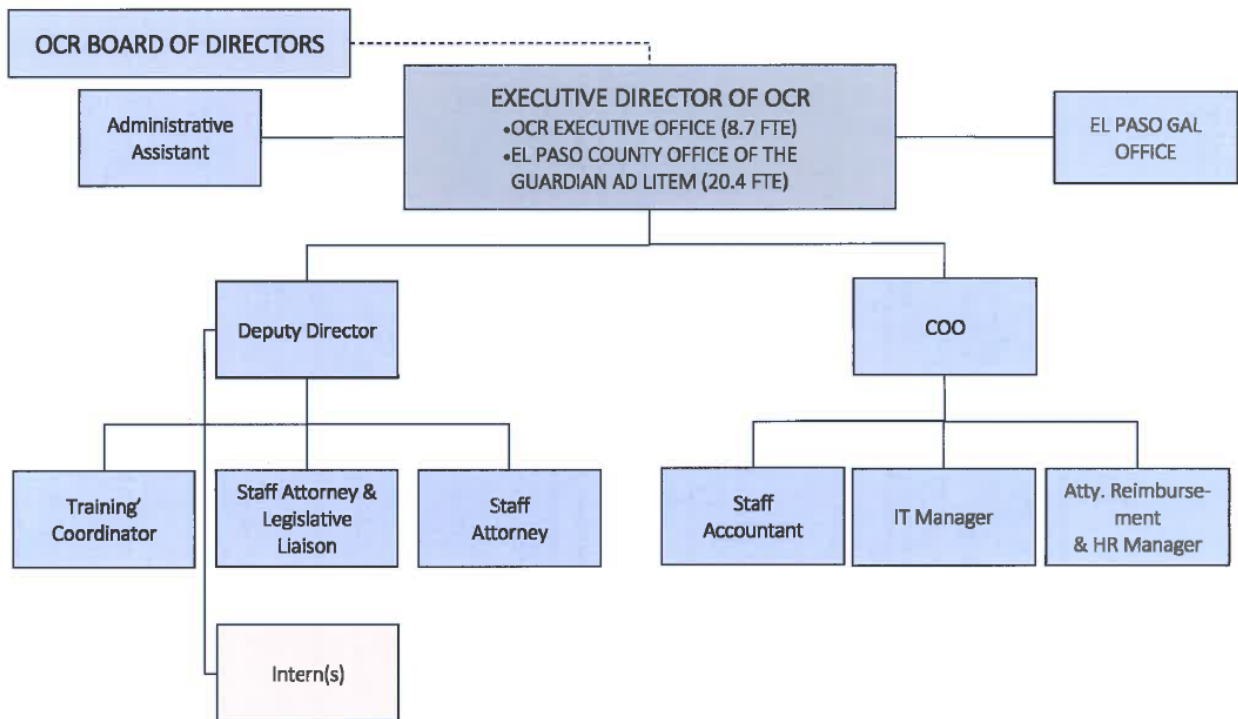 OCR BOARD OF DIRECTORS
EXECUTIVE DIRECTOR OF OCR
•OCR EXECUTIVE OFFICE (8.7 FTE)
•EL PASO COUNTY OFFICE OF THE
GUARDIAN AD LITEM (20.4 FTE)
Administrative
Assistant
EL PASO GAL
OFFICE
Deputy Director
COO
Training'
Coordinator
Staff Attorney &
Legislative
Liaison
Staff
Attorney
Staff
Accountant
IT Manager
Atty. Reimburse-
ment
& HR Manager
Intern(s)